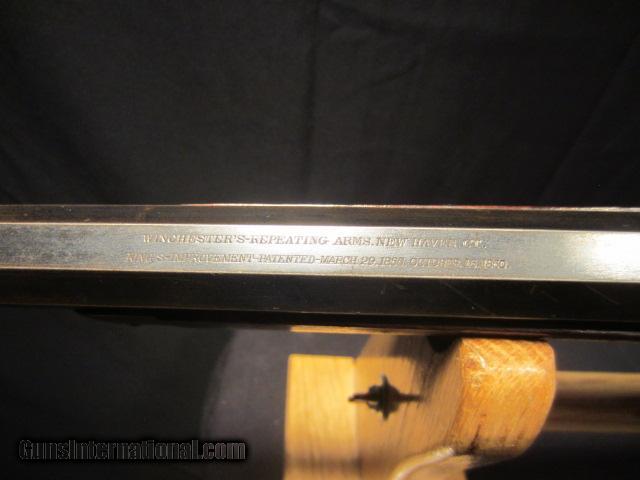 WINCHESTER'S-REPEATING ARMS. NEW HAVEN. CT.
KING'S-IMPROVEMENT-PATENTED-MARCH 29. 1866. OCTOBER 16. 1860.
GunsInternational.com